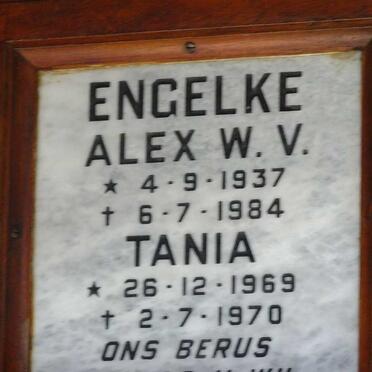 ENGELKE
ALEX W. V.
★ 4-9-1937
† 6-7-1984
TANIA
★ 26-12-1969
† 2-7-1970
ONS BERUS